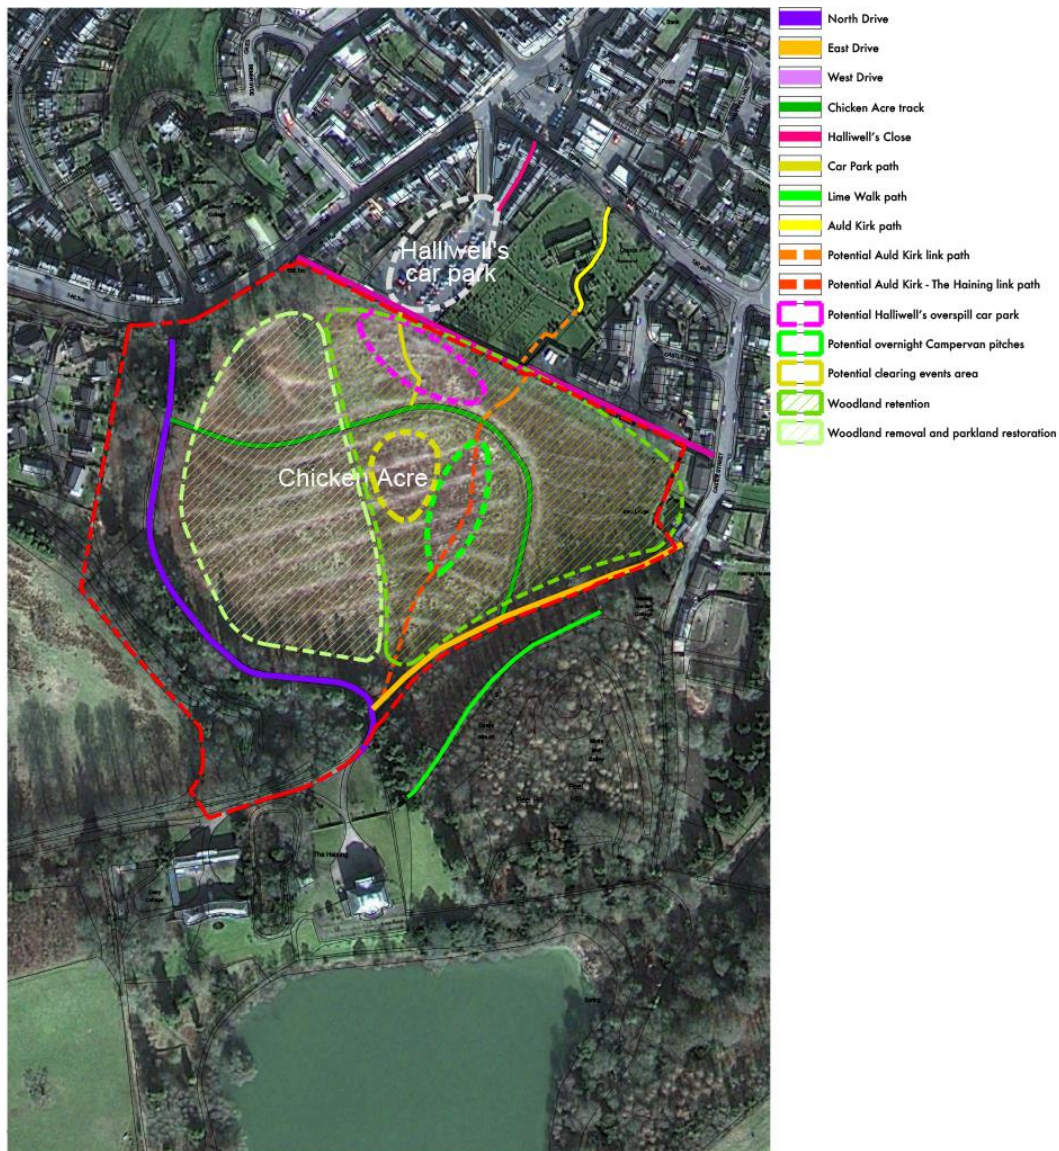 North Drive
East Drive
West Drive
Chicken Acre track
Halliwell's Close
Car Park path
Lime Walk path
Auld Kirk path
Potential Auld Kirk link path
Potential Auld Kirk - The Haining link path
Potential Halliwell's overspill car park
Potential overnight Campervan pitches
Potential clearing events area
Woodland retention
Woodland removal and parkland restoration
Halliwell's
car park
Chicken Acre
The Haining
Spring